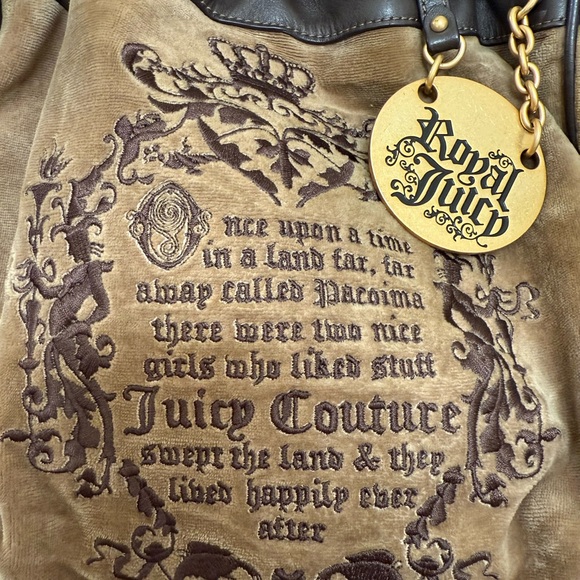 Royal
Juicy
Once upon a time
in a land far, far
away called Pacoima
there were two nice
girls who liked stuff
Juicy Couture
swept the land & they
lived happily ever
after